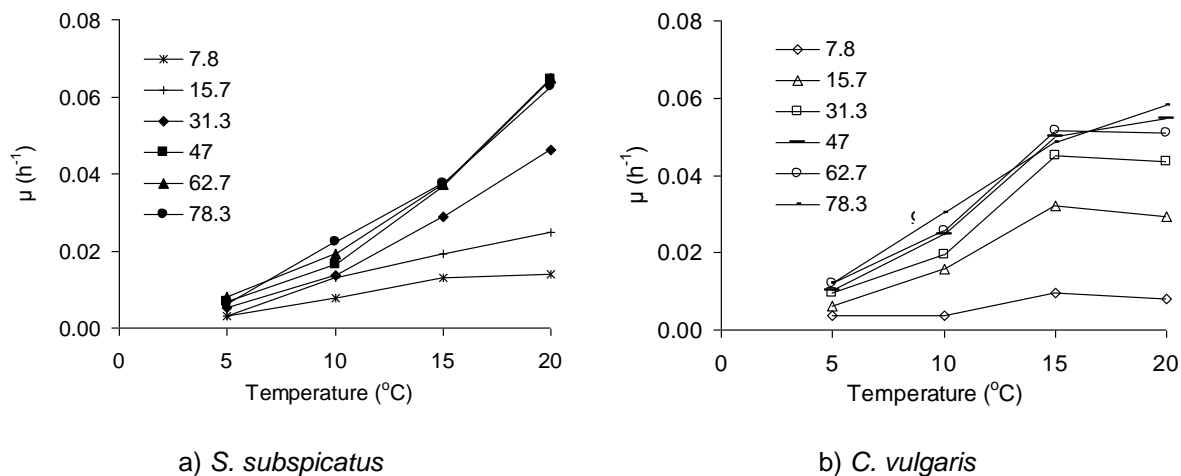 0.08
0.06
0.04
0.02
0.00
µ (h-1)
7.8
15.7
31.3
47
62.7
78.3
0 5 10 15 20
Temperature (oC)
a) S. subspicatus
0.08
0.06
0.04
0.02
0.00
µ (h-1)
7.8
15.7
31.3
47
62.7
78.3
0 5 10 15 20
Temperature (oC)
b) C. vulgaris